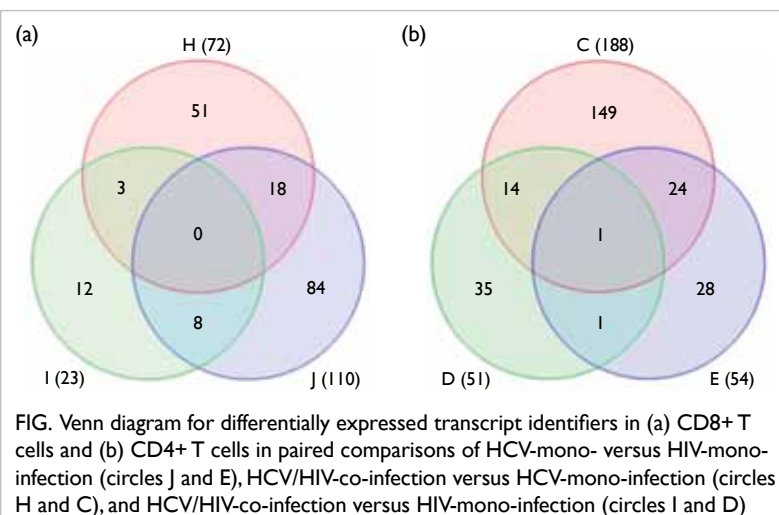 (a)
H (72)
51
3
18
0
12
84
8
I (23)
J (110)
(b)
C (188)
149
14
24
1
35
28
1
D (51)
E (54)
FIG. Venn diagram for differentially expressed transcript identifiers in (a) CD8+ T
cells and (b) CD4+ T cells in paired comparisons of HCV-mono- versus HIV-mono-
infection (circles J and E), HCV/HIV-co-infection versus HCV-mono-infection (circles
H and C), and HCV/HIV-co-infection versus HIV-mono-infection (circles I and D)